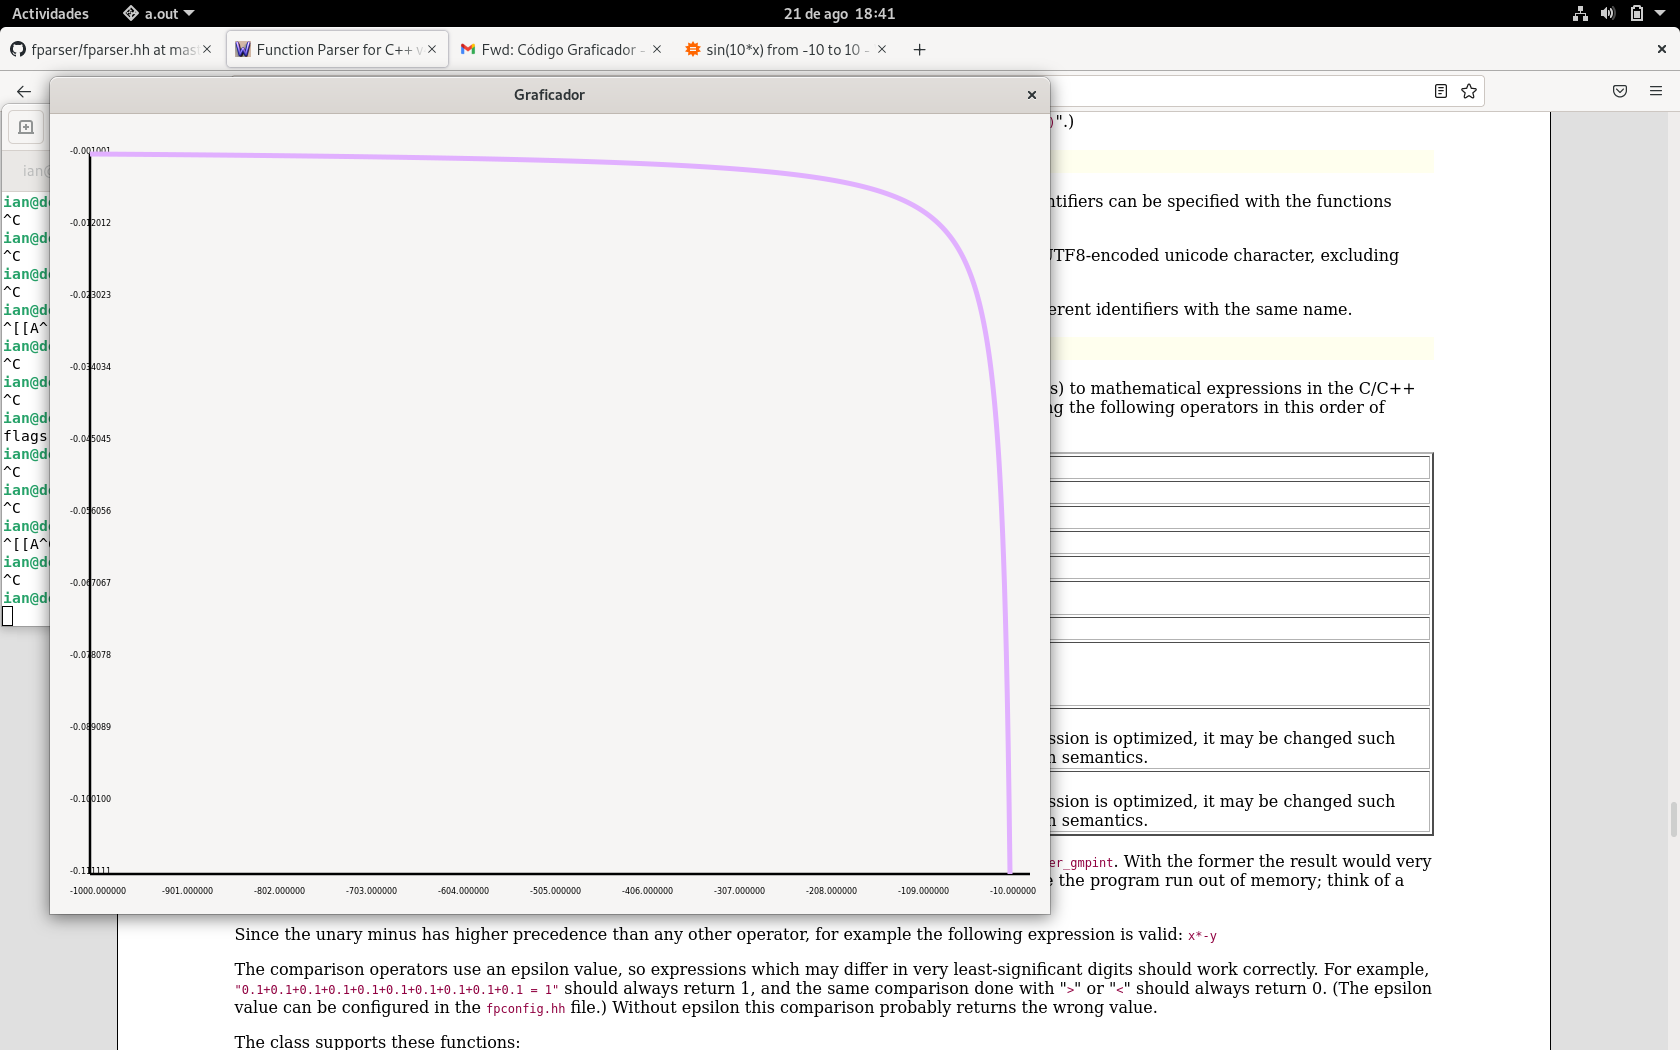 Actividades
a.out
21 de ago 18:41
fparser/fparser.hh at mas
Function Parser for C++ v
Fwd: Código Graficador -
sin(10*x) from -10 to 10 -
Graficador
)".)
ian@
-0.001001
-0.012012
-0.023023
-0.034034
-0.045045
-0.056056
-0.067067
-0.078078
-0.089089
-0.100100
-0.111111
-1000.000000 -901.000000 -802.000000 -703.000000 -604.000000 -505.000000 -406.000000 -307.000000 -208.000000 -109.000000 -10.000000
ian@d
^C
ian@d
^C
ian@d
^C
ian@d
^[[A^
ian@d
^C
ian@d
^C
ian@d
flags
ian@d
^C
ian@d
^C
ian@d
^[[A^
ian@d
^C
ian@d
ntifiers can be specified with the functions
UTF8-encoded unicode character, excluding
erent identifiers with the same name.
s) to mathematical expressions in the C/C++
ng the following operators in this order of
ssion is optimized, it may be changed such
n semantics.
ssion is optimized, it may be changed such
n semantics.
er_gmpint. With the former the result would very
e the program run out of memory; think of a
Since the unary minus has higher precedence than any other operator, for example the following expression is valid: x*-y
The comparison operators use an epsilon value, so expressions which may differ in very least-significant digits should work correctly. For example,
"0.1+0.1+0.1+0.1+0.1+0.1+0.1+0.1+0.1+0.1 = 1" should always return 1, and the same comparison done with ">" or "<" should always return 0. (The epsilon
value can be configured in the fpconfig.hh file.) Without epsilon this comparison probably returns the wrong value.
The class supports these functions: